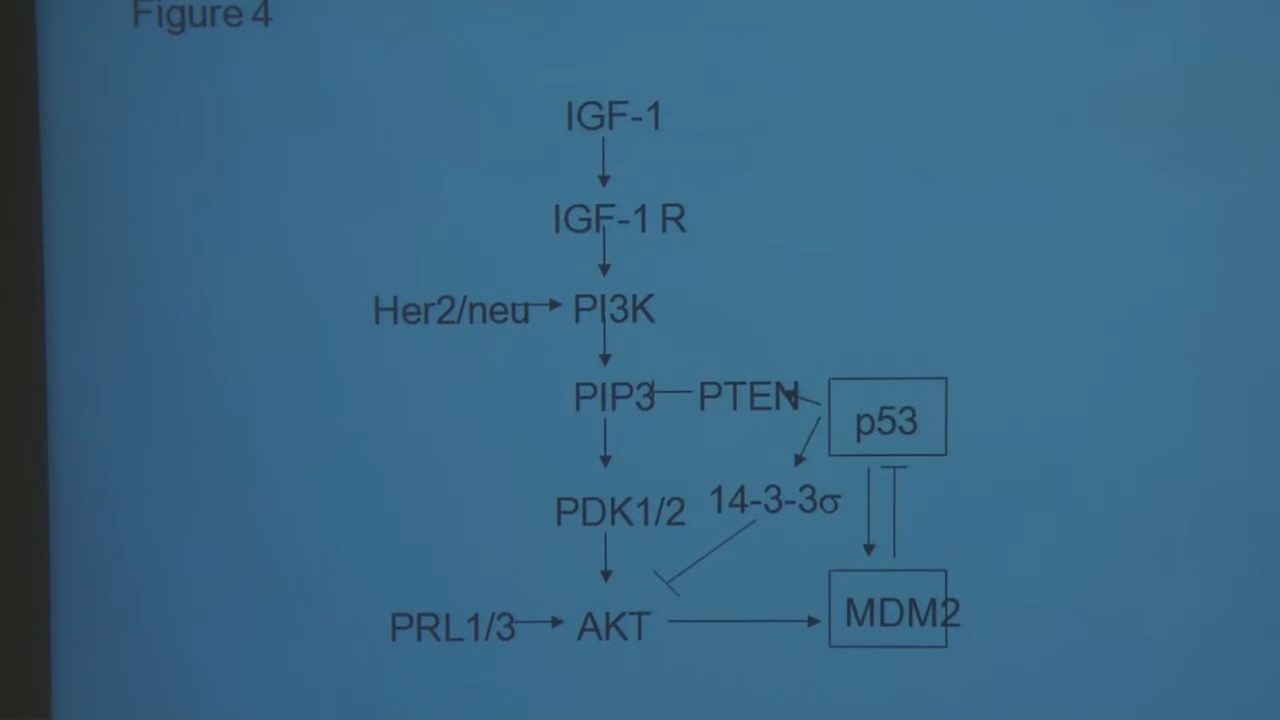 Figure 4
IGF-1
IGF-1 R
Her2/neu PI3K
PIP3 PTEN p53
PDK1/2 14-3-3σ
PRL1/3 AKT MDM2